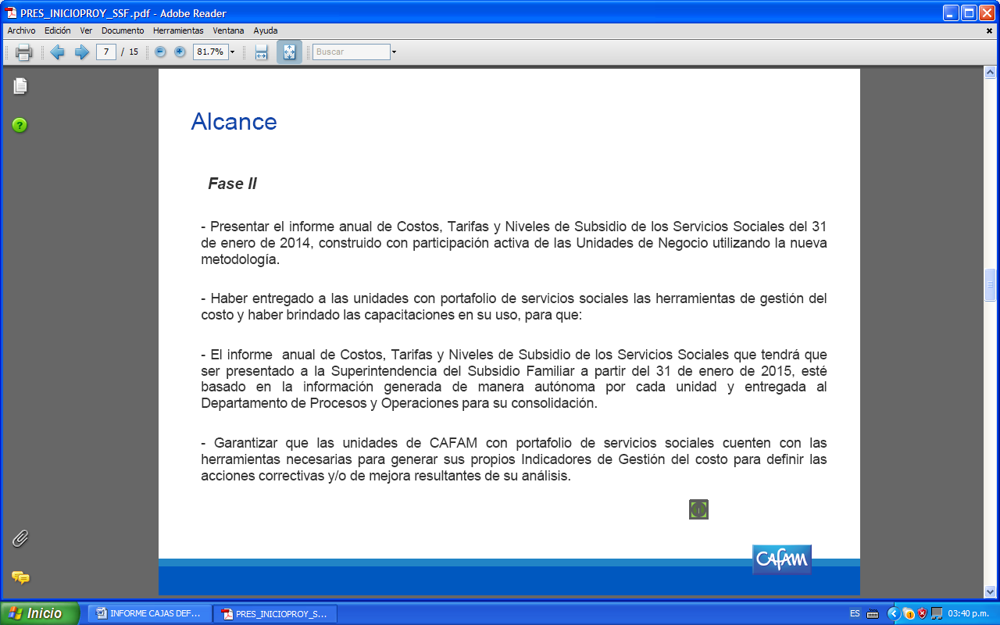 PRES_INICIOPROY_SSF.pdf - Adobe Reader
Archivo Edición Ver Documento Herramientas Ventana Ayuda
7 / 15 81.7% Buscar
Alcance
Fase II
- Presentar el informe anual de Costos, Tarifas y Niveles de Subsidio de los Servicios Sociales del 31
de enero de 2014, construido con participación activa de las Unidades de Negocio utilizando la nueva
metodología.
- Haber entregado a las unidades con portafolio de servicios sociales las herramientas de gestión del
costo y haber brindado las capacitaciones en su uso, para que:
- El informe anual de Costos, Tarifas y Niveles de Subsidio de los Servicios Sociales que tendrá que
ser presentado a la Superintendencia del Subsidio Familiar a partir del 31 de enero de 2015, esté
basado en la información generada de manera autónoma por cada unidad y entregada al
Departamento de Procesos y Operaciones para su consolidación.
- Garantizar que las unidades de CAFAM con portafolio de servicios sociales cuenten con las
herramientas necesarias para generar sus propios Indicadores de Gestión del costo para definir las
acciones correctivas y/o de mejora resultantes de su análisis.
CAFAM
Inicio INFORME CAJAS DEF... PRES_INICIOPROY_S... ES 03:40 p.m.